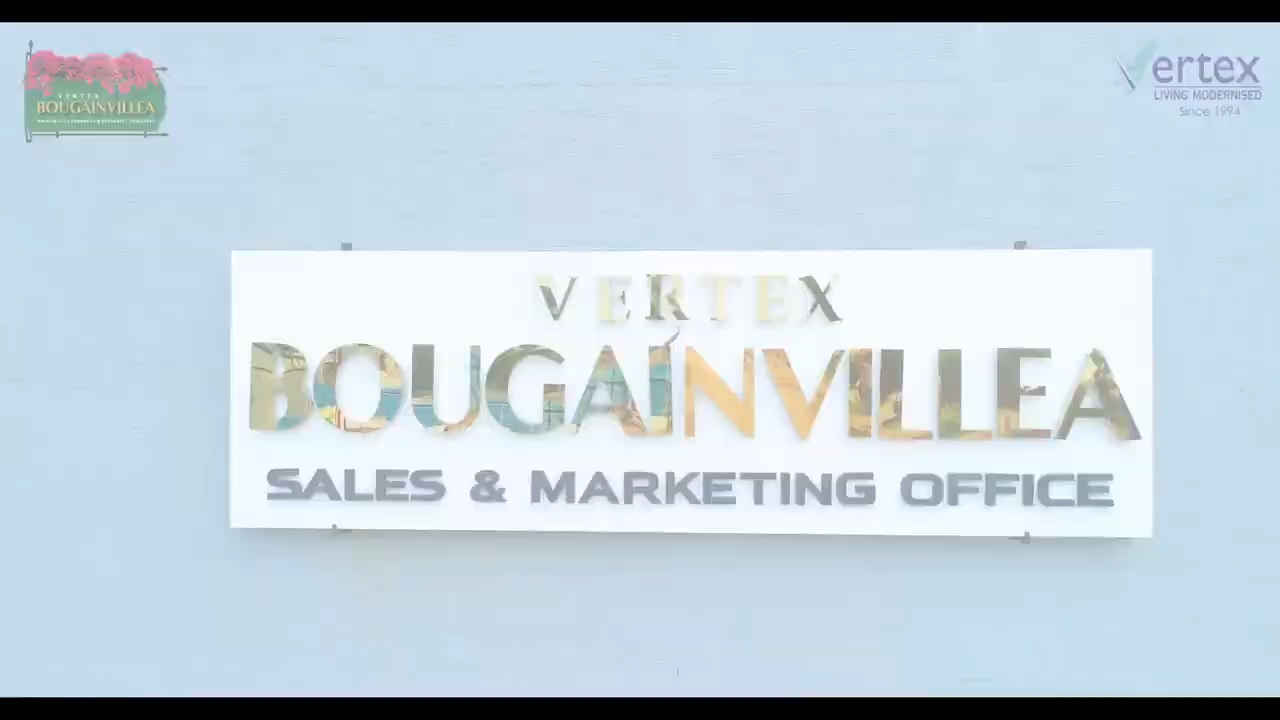 VERTEX
BOUGAINVILLEA
Vertex
LIVING MODERNISED
Since 1994
VERTEX
BOUGAINVILLEA
SALES & MARKETING OFFICE